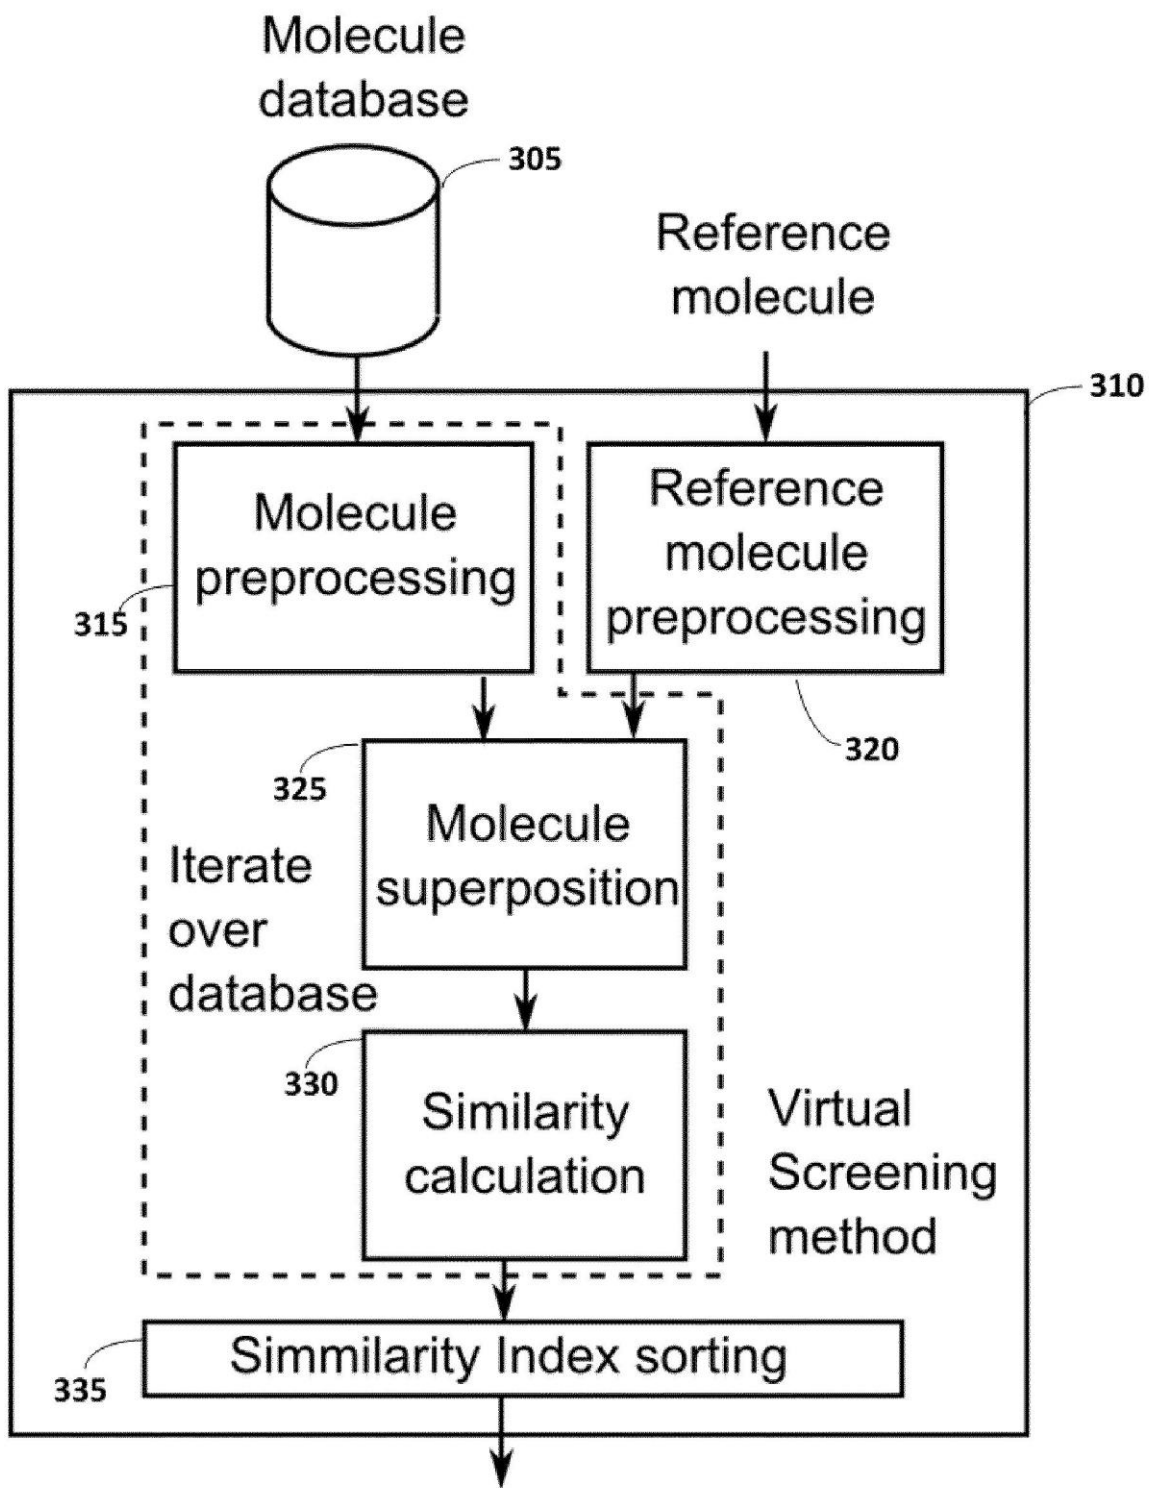 Molecule
database
305
Reference
molecule
310
Molecule
preprocessing
315
Reference
molecule
preprocessing
320
325
Molecule
superposition
Iterate
over
database
330
Similarity
calculation
Virtual
Screening
method
Simmilarity Index sorting
335